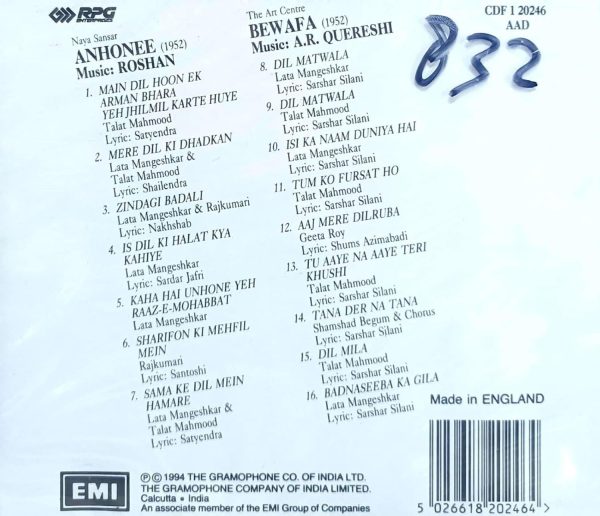 RPG
ENTERPRISES
Naya Sansar
ANHONEE (1952)
Music: ROSHAN
1. MAIN DIL HOON EK
ARMAN BHARA
YEH JHILMIL KARTE HUYE
Talat Mahmood
Lyric: Satyendra
2. MERE DIL KI DHADKAN
Lata Mangeshkar &
Talat Mahmood
Lyric: Shailendra
3. ZINDAGI BADALI
Lata Mangeshkar & Rajkumari
Lyric: Nakhshab
4. IS DIL KI HALAT KYA
KAHIYE
Lata Mangeshkar
Lyric: Sardar Jafri
5. KAHA HAI UNHONE YEH
RAAZ-E-MOHABBAT
Lata Mangeshkar
6. SHARIFON KI MEHFIL
MEIN
Rajkumari
Lyric: Santoshi
7. SAMA KE DIL MEIN
HAMARE
Lata Mangeshkar &
Talat Mahmood
Lyric: Satyendra
The Art Centre
BEWAFA (1952)
Music: A.R. QUERESHI
8. DIL MATWALA
Lata Mangeshkar
Lyric: Sarshar Silani
9. DIL MATWALA
Talat Mahmood
Lyric: Sarshar Silani
10. ISI KA NAAM DUNIYA HAI
Lata Mangeshkar
Lyric: Sarshar Silani
11. TUM KO FURSAT HO
Talat Mahmood
Lyric: Sarshar Silani
12. AAJ MERE DILRUBA
Geeta Roy
Lyric: Shums Azimabadi
13. TU AAYE NA AAYE TERI
KHUSHI
Talat Mahmood
Lyric: Sarshar Silani
14. TANA DER NA TANA
Shamshad Begum & Chorus
Lyric: Sarshar Silani
15. DIL MILA
Talat Mahmood
Lyric: Sarshar Silani
16. BADNASEEBA KA GILA
Lata Mangeshkar
Lyric: Sarshar Silani
CDF 1 20246
AAD
832
Made in ENGLAND
EMI
Ⓟ © 1994 THE GRAMOPHONE CO. OF INDIA LTD.
THE GRAMOPHONE COMPANY OF INDIA LIMITED.
Calcutta • India
An associate member of the EMI Group of Companies
5 026618 202464 >